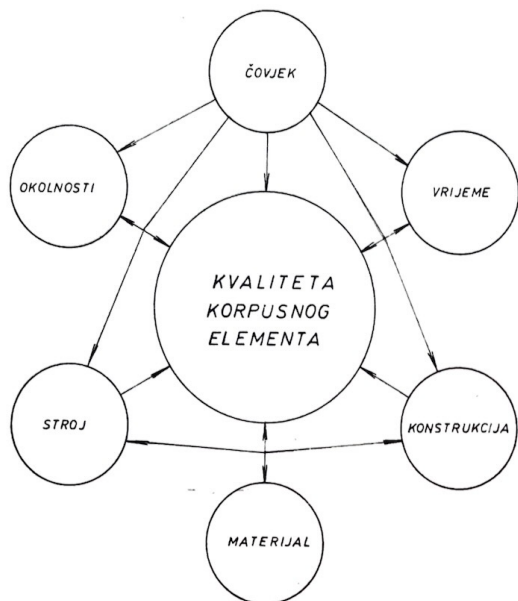 ČOVJEK
OKOLNOSTI
VRIJEME
KVALITETA
KORPUSNOG
ELEMENTA
STROJ
KONSTRUKCIJA
MATERIJAL